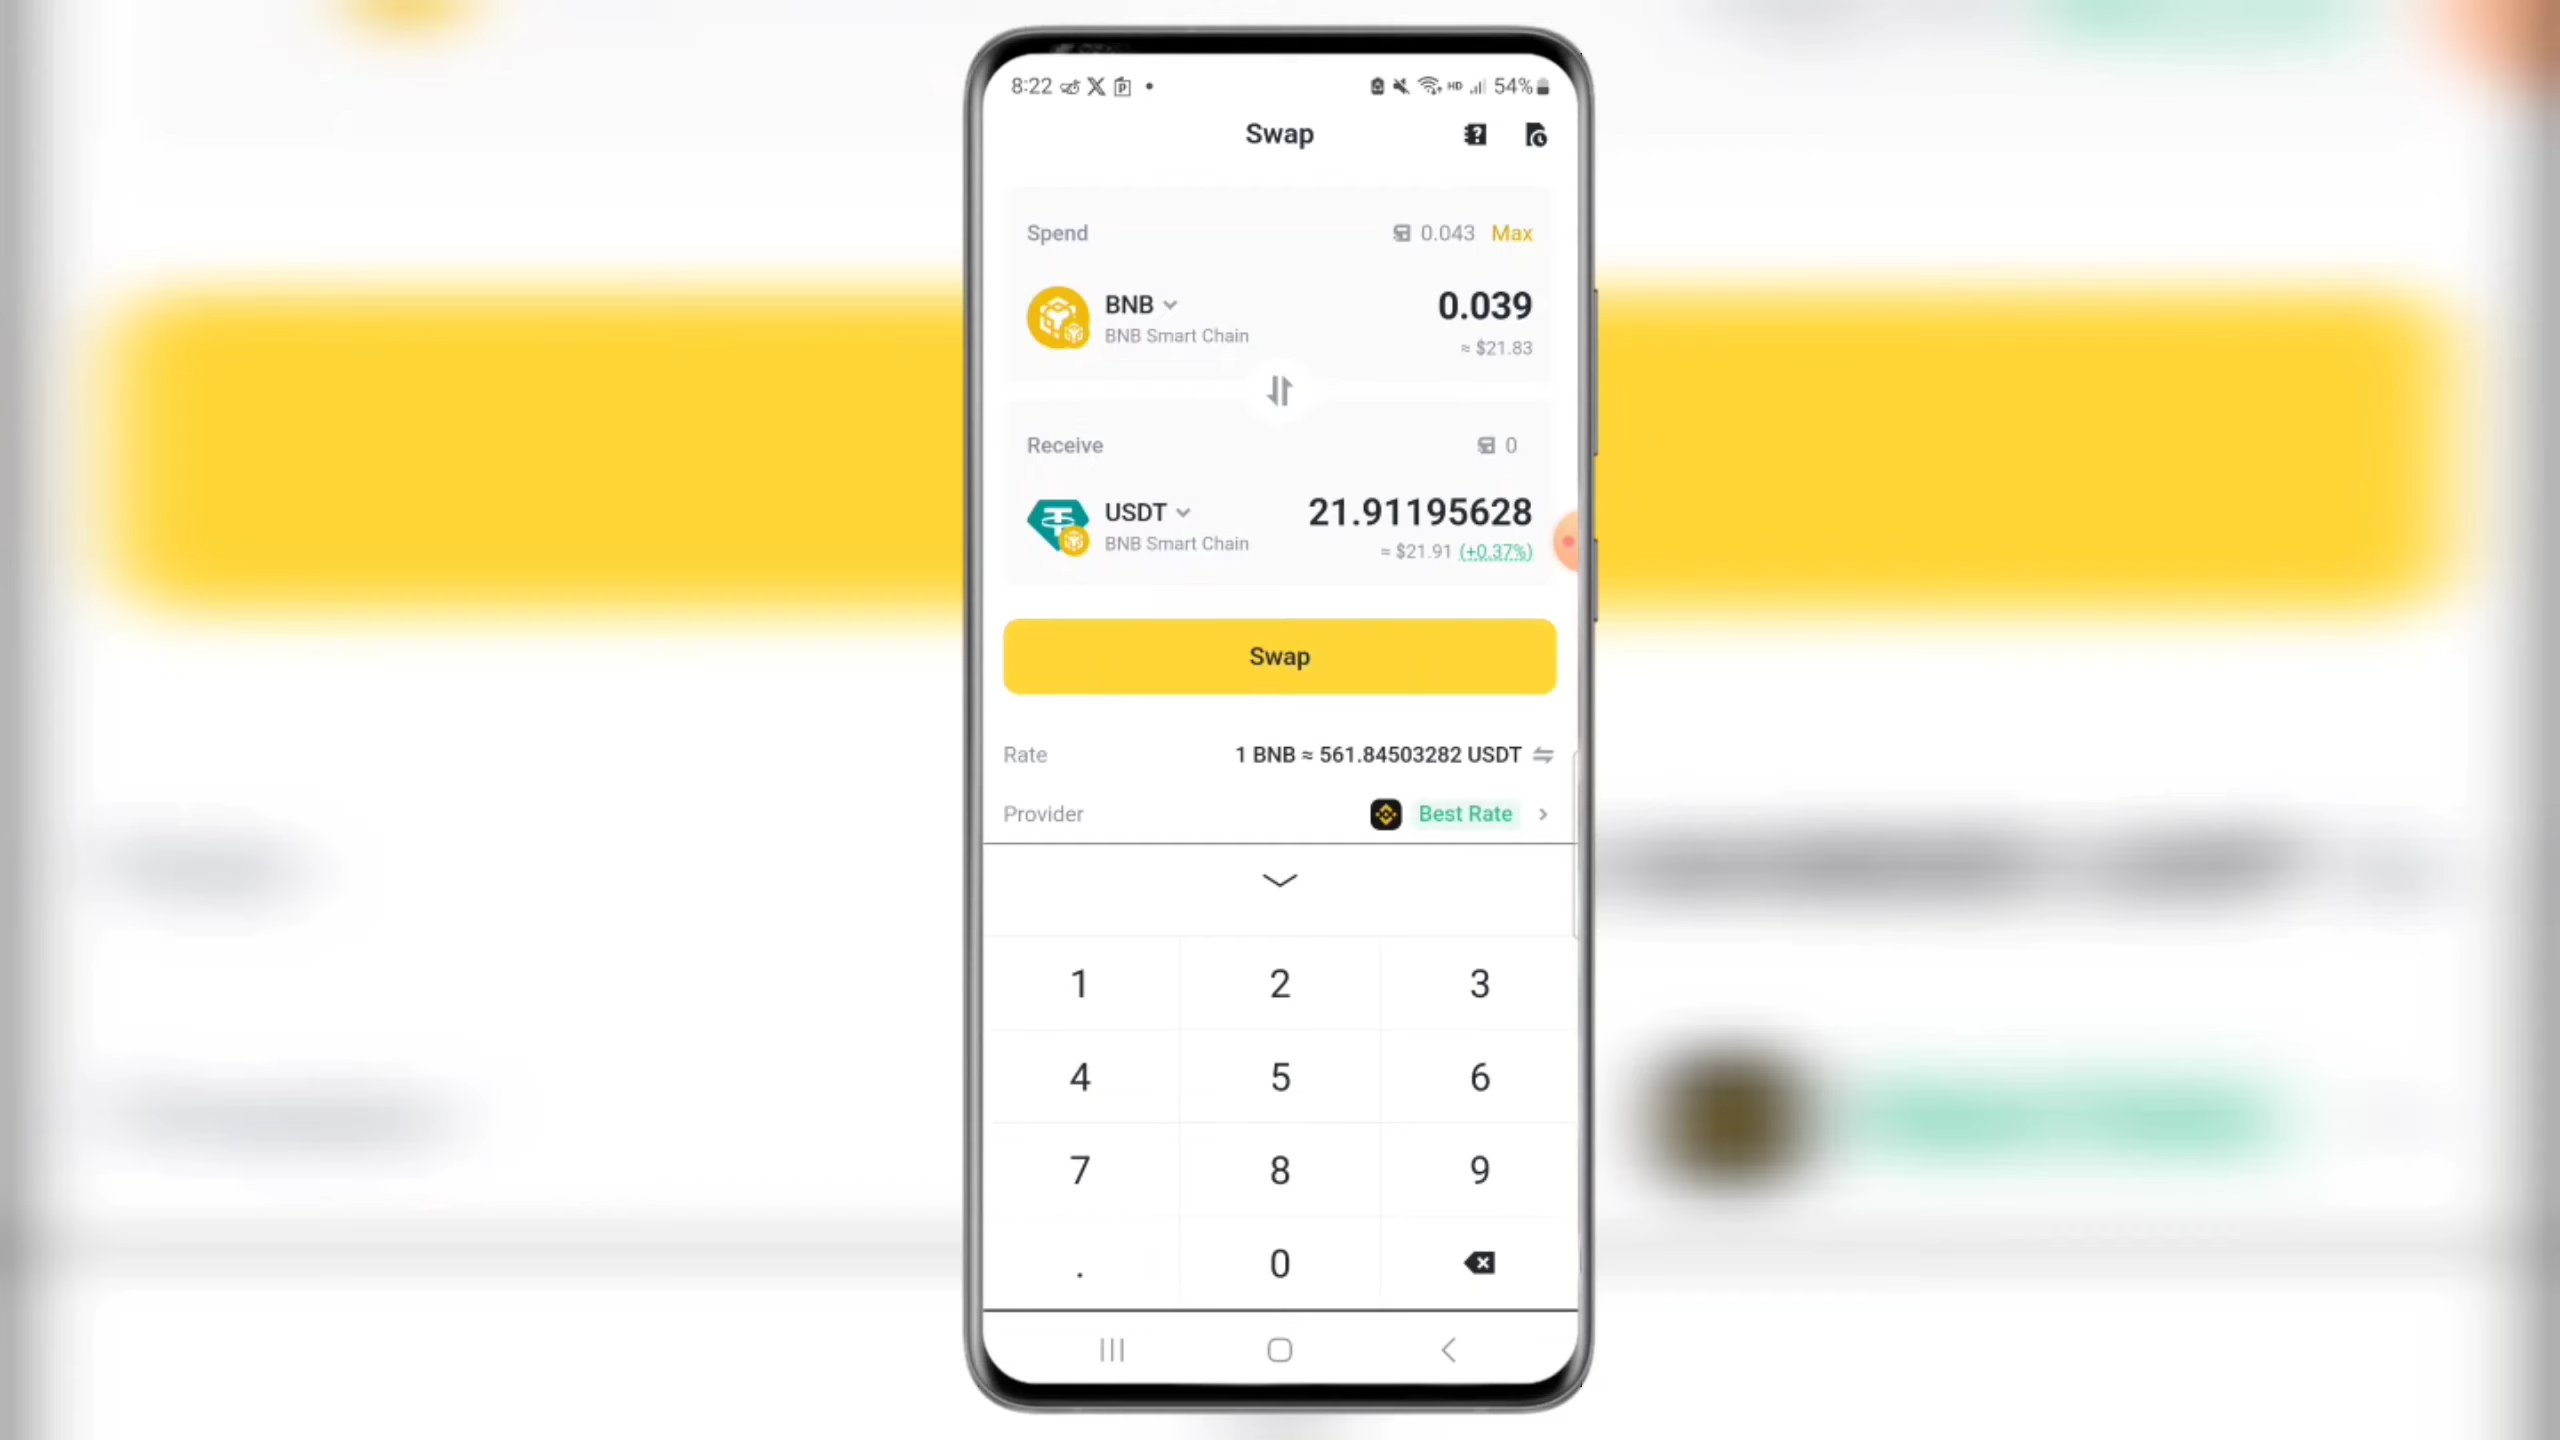 8:22 HD 54%
Swap
Spend 0.043 Max
BNB 0.039
BNB Smart Chain ≈ $21.83
Receive 0
USDT 21.91195628
BNB Smart Chain ≈ $21.91 (+0.37%)
Swap
Rate 1 BNB ≈ 561.84503282 USDT
Provider Best Rate
1 2 3
4 5 6
7 8 9
. 0